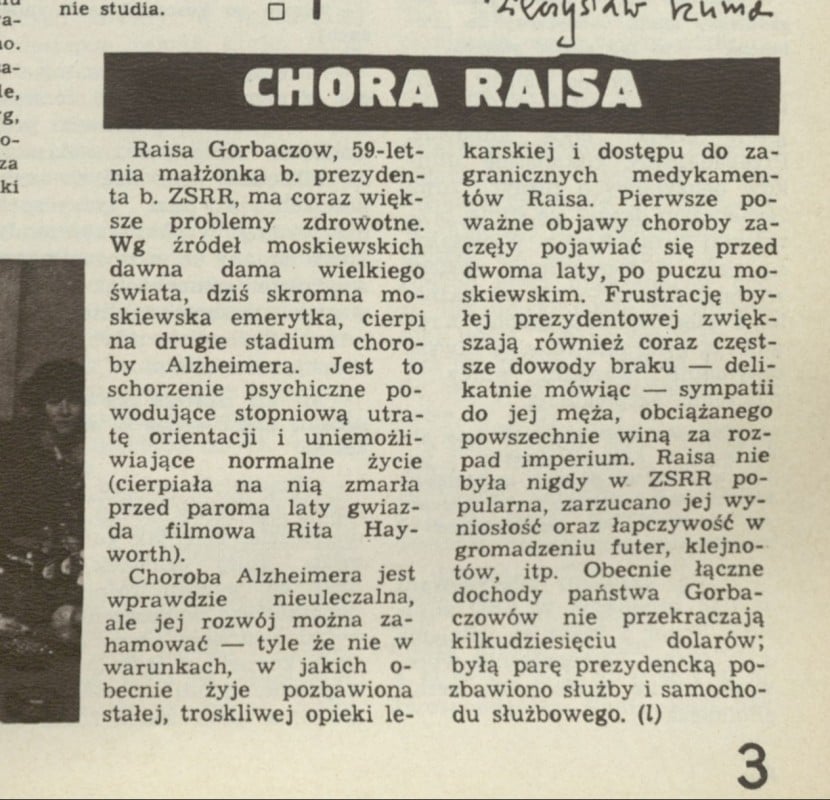 nie studia.
a-
o.
a-
le,
g,
o-
za
ki
CHORA RAISA
Raisa Gorbaczow, 59-let-
nia małżonka b. prezyden-
ta b. ZSRR, ma coraz więk-
sze problemy zdrowotne.
Wg źródeł moskiewskich
dawna dama wielkiego
świata, dziś skromna mo-
skiewska emerytka, cierpi
na drugie stadium choro-
by Alzheimera. Jest to
schorzenie psychiczne po-
wodujące stopniową utra-
tę orientacji i uniemożli-
wiające normalne życie
(cierpiała na nią zmarła
przed paroma laty gwiaz-
da filmowa Rita Hay-
worth).
Choroba Alzheimera jest
wprawdzie nieuleczalna,
ale jej rozwój można za-
hamować — tyle że nie w
warunkach, w jakich o-
becnie żyje pozbawiona
stałej, troskliwej opieki le-
karskiej i dostępu do za-
granicznych medykamen-
tów Raisa. Pierwsze po-
ważne objawy choroby za-
częły pojawiać się przed
dwoma laty, po puczu mo-
skiewskim. Frustrację by-
łej prezydentowej zwięk-
szają również coraz częst-
sze dowody braku — deli-
katnie mówiąc — sympatii
do jej męża, obciążanego
powszechnie winą za roz-
pad imperium. Raisa nie
była nigdy w ZSRR po-
pularna, zarzucano jej wy-
niosłość oraz łapczywość w
gromadzeniu futer, klejno-
tów, itp. Obecnie łączne
dochody państwa Gorba-
czowów nie przekraczają
kilkudziesięciu dolarów;
byłą parę prezydencką po-
zbawiono służby i samocho-
du służbowego. (l)
3